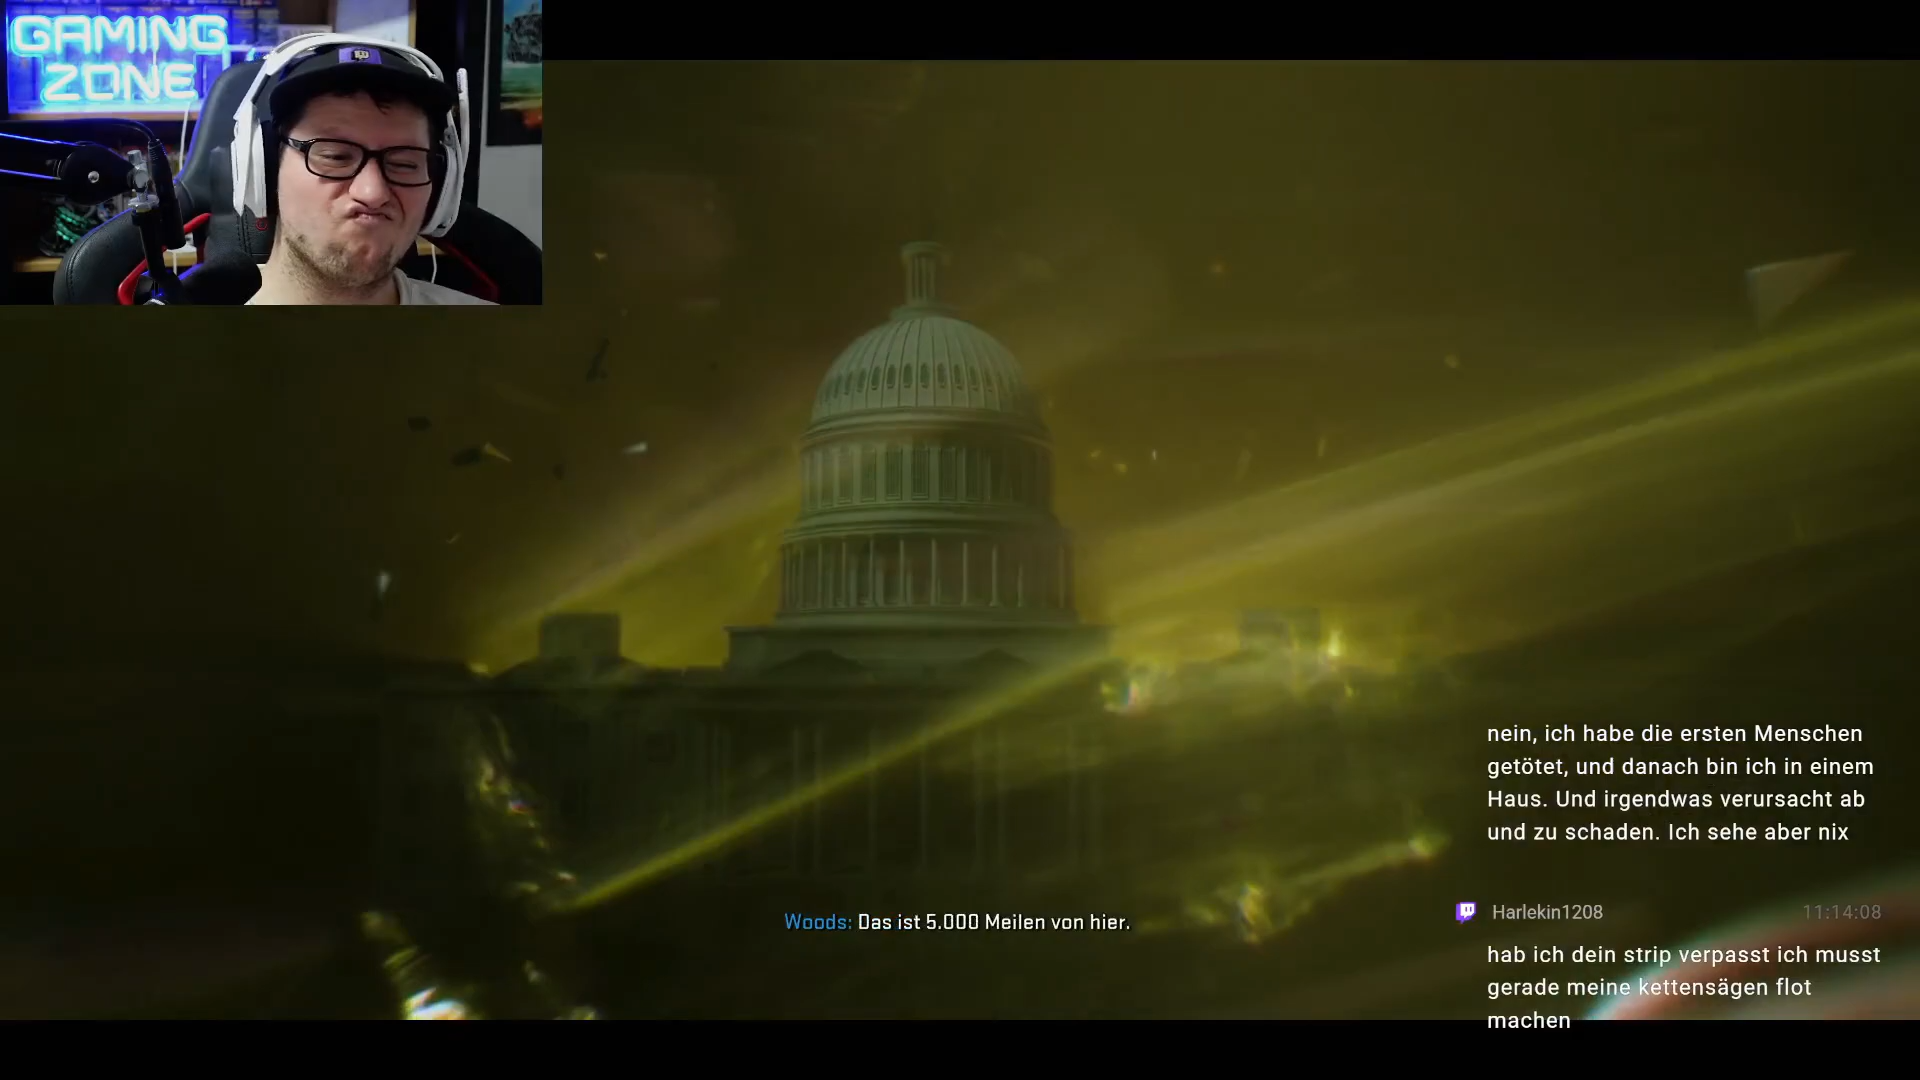 GAMING
ZONE
nein, ich habe die ersten Menschen
getötet, und danach bin ich in einem
Haus. Und irgendwas verursacht ab
und zu schaden. Ich sehe aber nix
Woods: Das ist 5.000 Meilen von hier.
Harlekin1208 11:14:08
hab ich dein strip verpasst ich musst
gerade meine kettensägen flot
machen